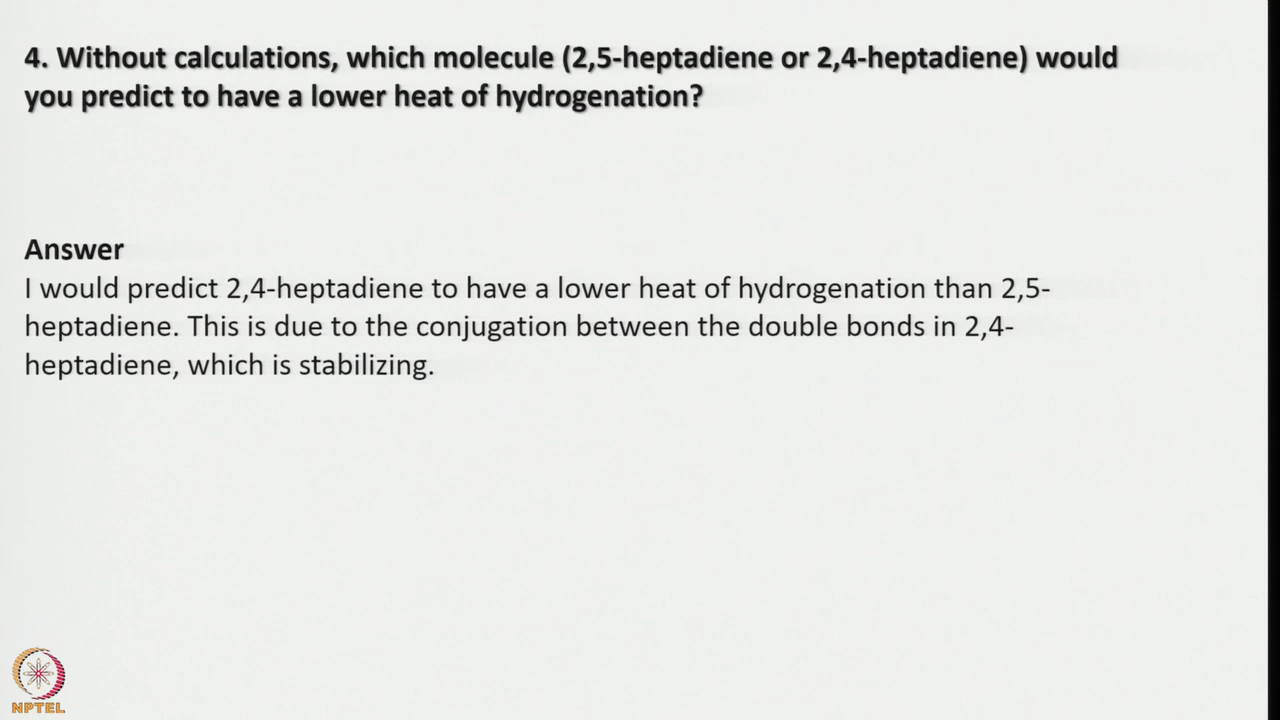 4. Without calculations, which molecule (2,5-heptadiene or 2,4-heptadiene) would
you predict to have a lower heat of hydrogenation?
Answer
I would predict 2,4-heptadiene to have a lower heat of hydrogenation than 2,5-
heptadiene. This is due to the conjugation between the double bonds in 2,4-
heptadiene, which is stabilizing.
NPTEL